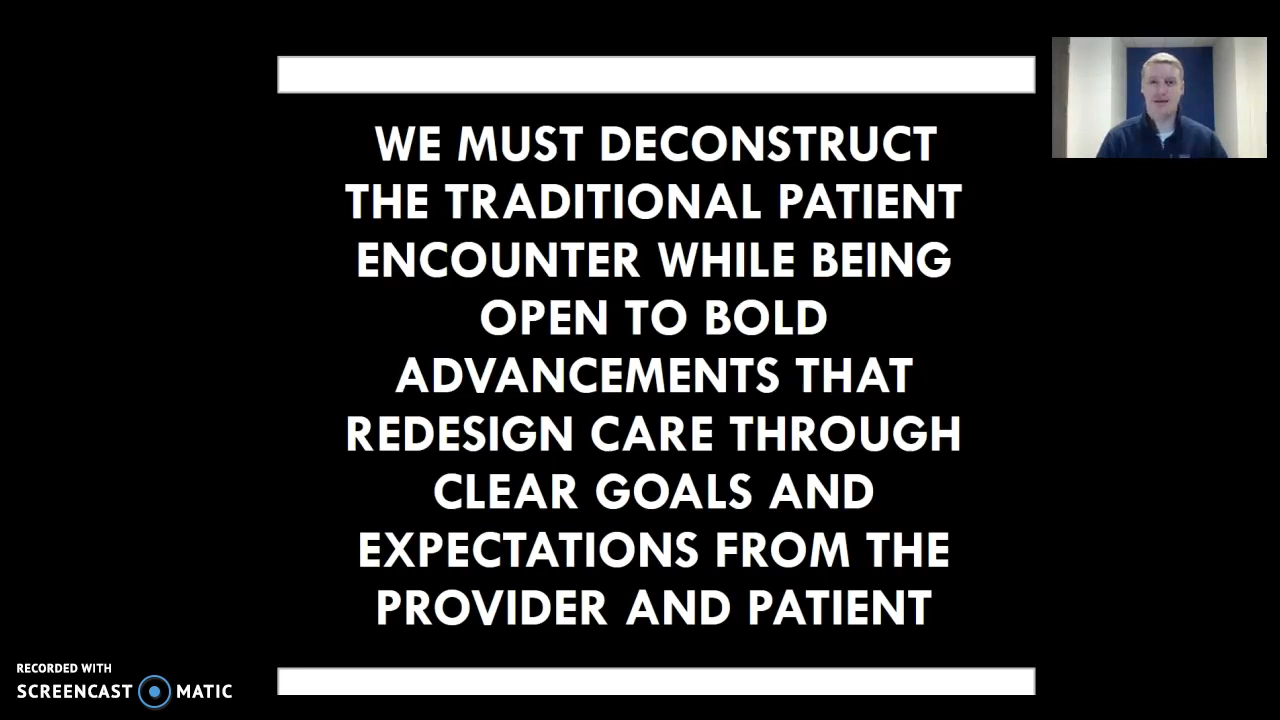 WE MUST DECONSTRUCT
THE TRADITIONAL PATIENT
ENCOUNTER WHILE BEING
OPEN TO BOLD
ADVANCEMENTS THAT
REDESIGN CARE THROUGH
CLEAR GOALS AND
EXPECTATIONS FROM THE
PROVIDER AND PATIENT
RECORDED WITH
SCREENCAST MATIC